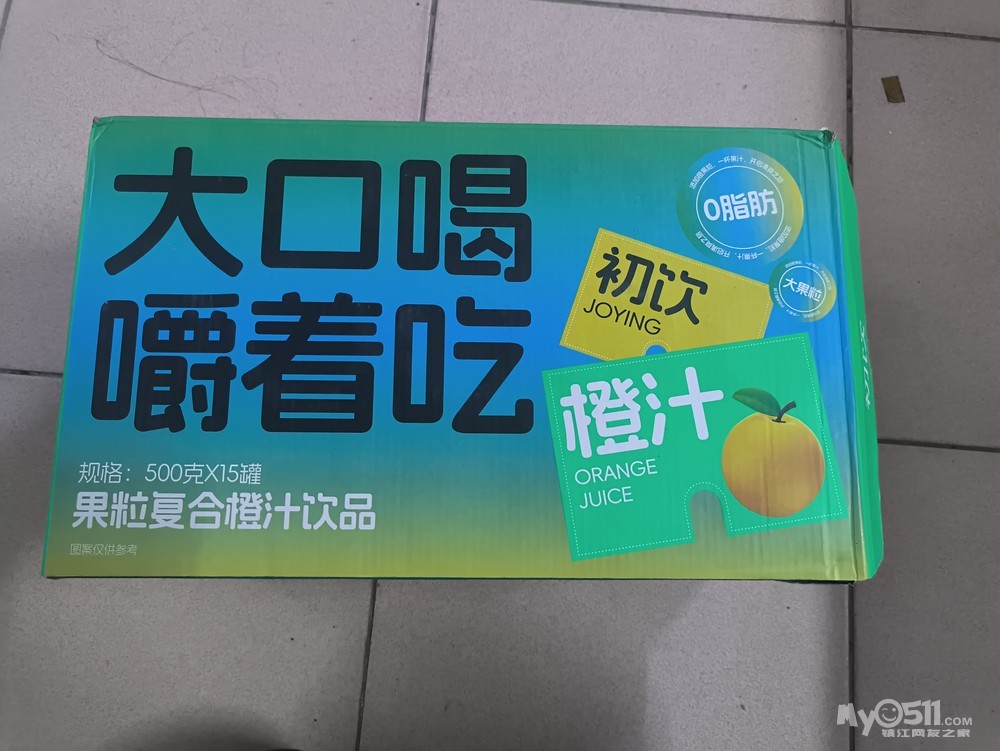 大口喝
嚼着吃
规格：500克X15罐
果粒复合橙汁饮品
图案仅供参考
0脂肪
大果粒
初饮
JOYING
橙汁
ORANGE
JUICE
My0511.COM
镇江网友之家